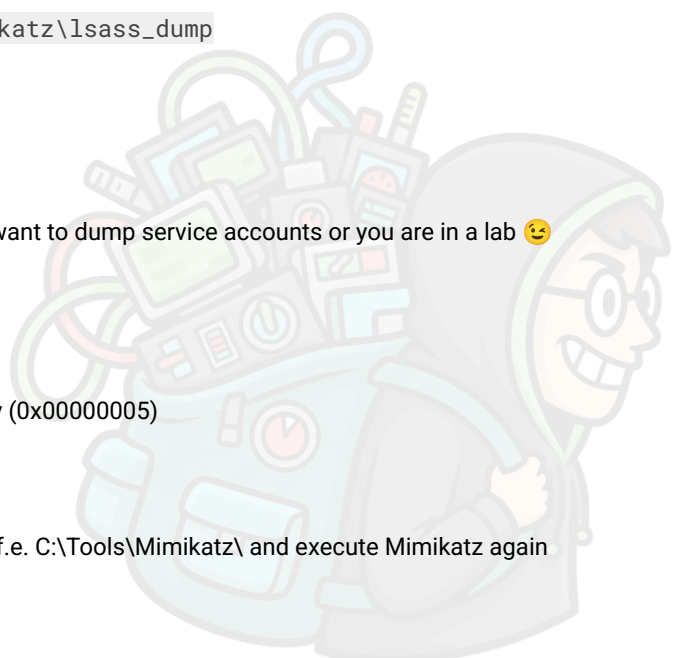 katz\lsass_dump
want to dump service accounts or you are in a lab 😉
(0x00000005)
f.e. C:\Tools\Mimikatz\ and execute Mimikatz again